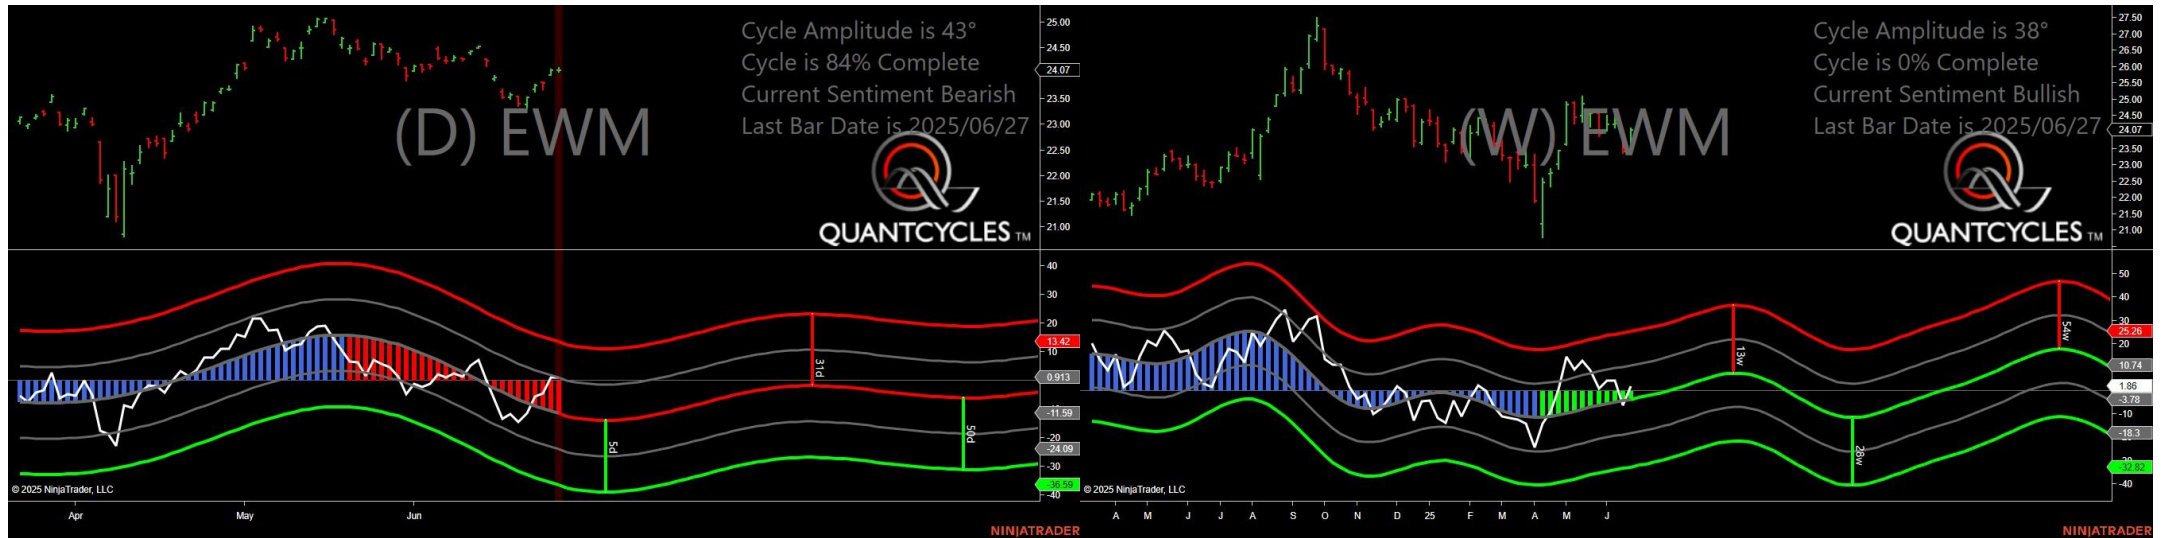 Cycle Amplitude is 43°
Cycle is 84% Complete
Current Sentiment Bearish
Last Bar Date is 2025/06/27
(D) EWM
QUANTCYCLES TM
25.00
24.50
24.07
23.50
23.00
22.50
22.00
21.50
21.00
40
30
20
13.42
10
0.913
-11.59
-20
-24.09
-30
-36.59
-40
5d
31d
50d
© 2025 NinjaTrader, LLC
Apr
May
Jun
NINJATRADER
Cycle Amplitude is 38°
Cycle is 0% Complete
Current Sentiment Bullish
Last Bar Date is 2025/06/27
(W) EWM
QUANTCYCLES TM
27.50
27.00
26.50
26.00
25.50
25.00
24.50
24.07
23.50
23.00
22.50
22.00
21.50
21.00
50
40
30
25.26
20
10.74
1.86
-3.78
-10
-18.3
-32.82
-40
13w
28w
54w
© 2025 NinjaTrader, LLC
A
M
J
J
A
S
O
N
D
25
F
M
A
M
J
NINJATRADER